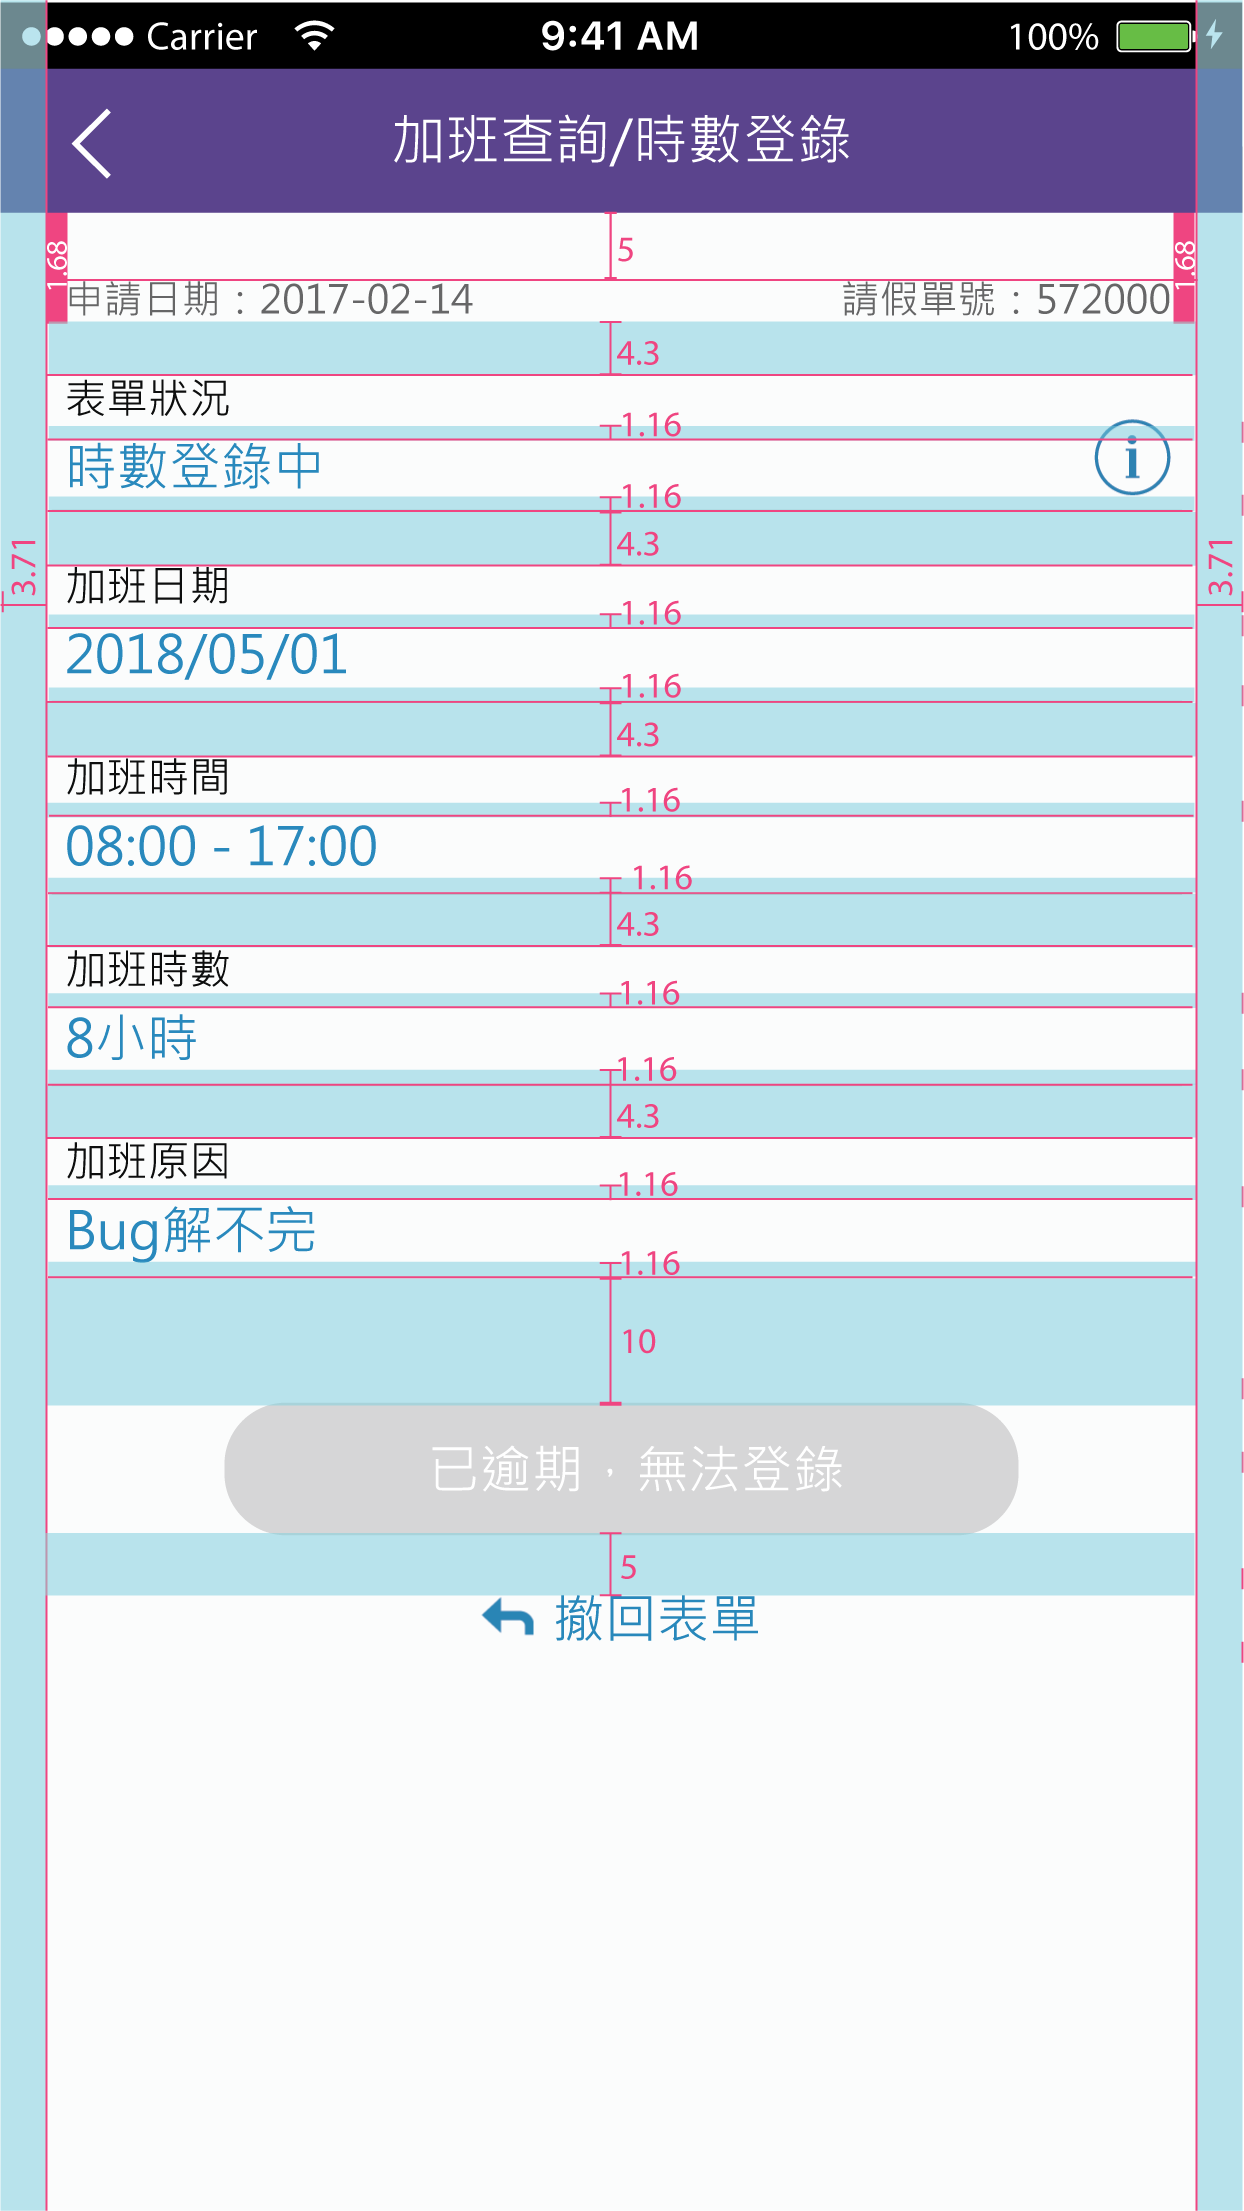 Carrier 9:41 AM 100%
加班查詢/時數登錄
5
1.68 1.68
申請日期：2017-02-14 請假單號：572000
4.3
表單狀況
1.16
時數登錄中 i
1.16
4.3
3.71 3.71
加班日期
1.16
2018/05/01
1.16
4.3
加班時間
1.16
08:00 - 17:00
1.16
4.3
加班時數
1.16
8小時
1.16
4.3
加班原因
1.16
Bug解不完
1.16
10
已逾期，無法登錄
5
撤回表單